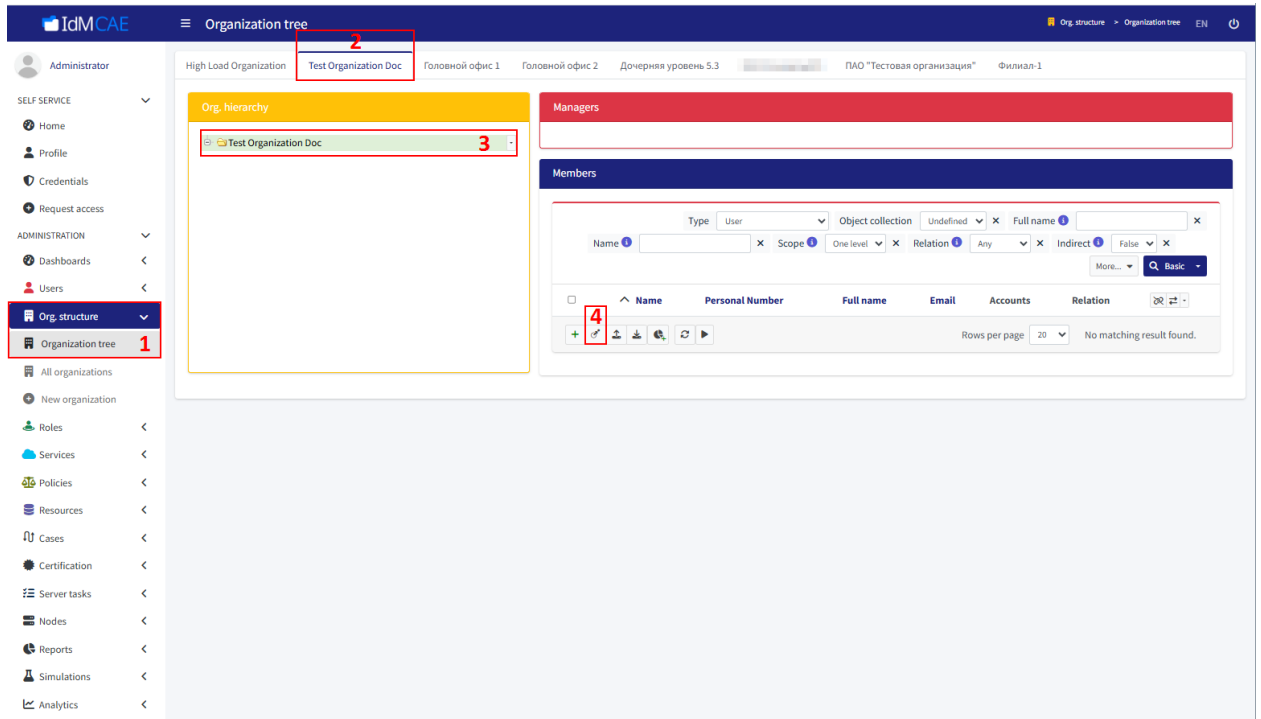 IdMCAE
Organization tree
Org. structure > Organization tree EN
Administrator
SELF SERVICE
Home
Profile
Credentials
Request access
ADMINISTRATION
Dashboards
Users
Org. structure
Organization tree 1
All organizations
New organization
Roles
Services
Policies
Resources
Cases
Certification
Server tasks
Nodes
Reports
Simulations
Analytics
2
High Load Organization Test Organization Doc Головной офис 1 Головной офис 2 Дочерняя уровень 5.3 ПАО "Тестовая организация" Филиал-1
Org. hierarchy
Test Organization Doc 3
Managers
Members
Type User Object collection Undefined Full name
Name Scope One level Relation Any Indirect False
More... Basic
Name Personal Number Full name Email Accounts Relation
4
Rows per page 20 No matching result found.